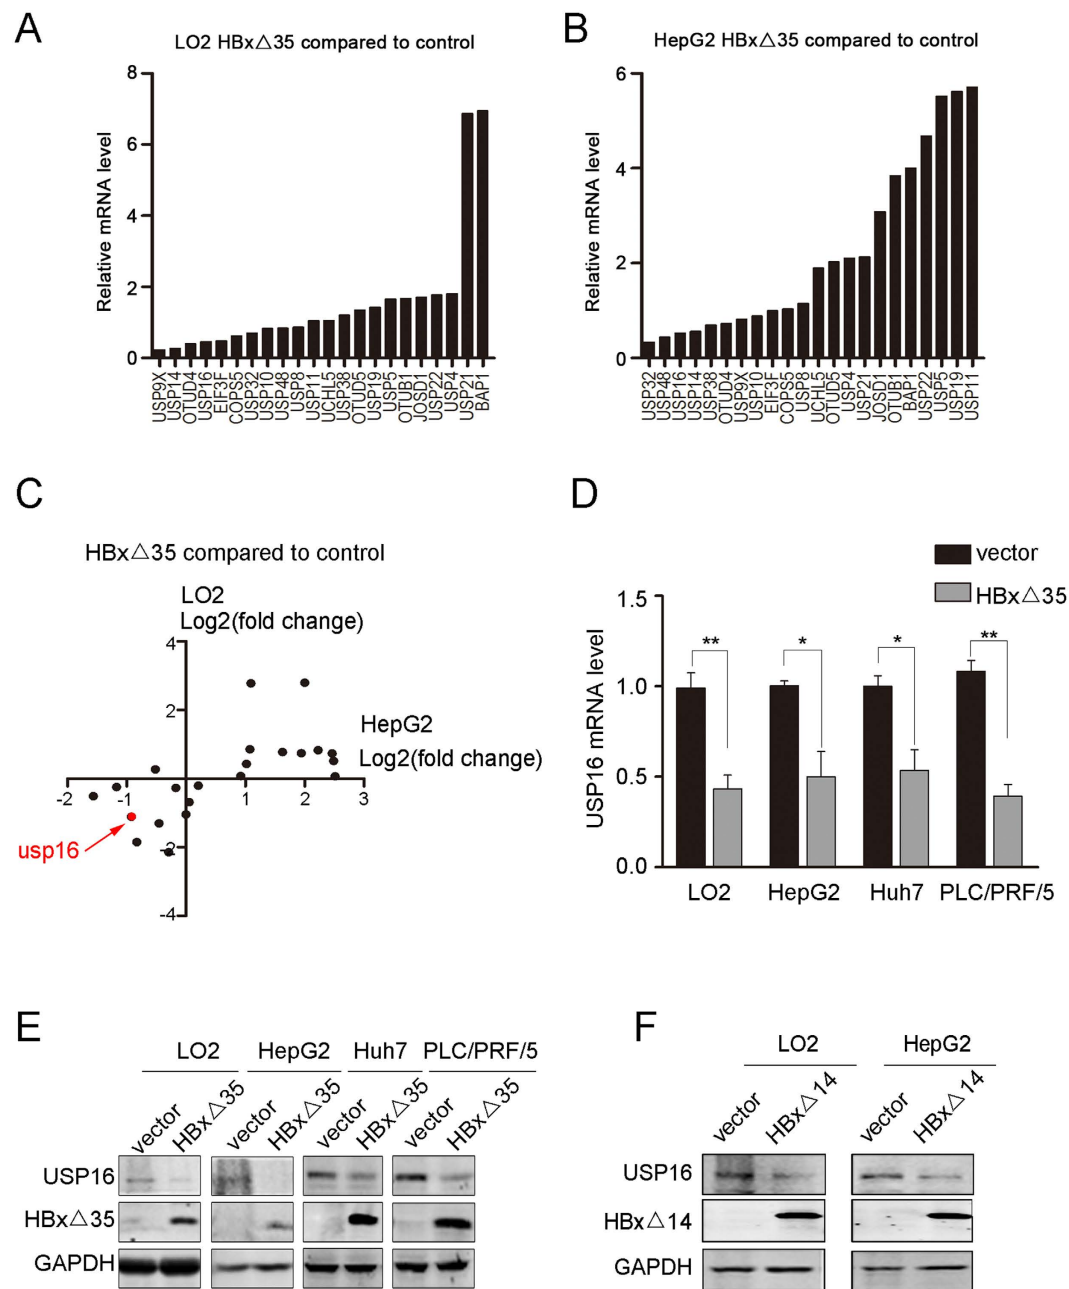 A
LO2 HBx△35 compared to control
Relative mRNA level
8
6
4
2
0
USP9X
USP14
OTUD4
USP16
EIF3F
COPS5
USP32
USP10
USP48
USP8
USP11
UCHL5
USP38
OTUD5
USP19
USP5
OTUB1
JOSD1
USP22
USP4
USP21
BAP1
B
HepG2 HBx△35 compared to control
Relative mRNA level
6
4
2
0
USP32
USP48
USP16
USP14
USP38
OTUD4
USP9X
USP10
EIF3F
COPS5
USP8
UCHL5
OTUD5
USP4
USP21
JOSD1
OTUB1
BAP1
USP22
USP5
USP19
USP11
C
HBx△35 compared to control
LO2
Log2(fold change)
4
2
-2
-4
HepG2
Log2(fold change)
-2
-1
1
2
3
usp16
D
vector
HBx△35
USP16 mRNA level
1.5
1.0
0.5
0.0
**
*
*
**
LO2 HepG2 Huh7 PLC/PRF/5
E
LO2 HepG2 Huh7 PLC/PRF/5
vector HBx△35 vector HBx△35 vector HBx△35 vector HBx△35
USP16
HBx△35
GAPDH
F
LO2 HepG2
vector HBx△14 vector HBx△14
USP16
HBx△14
GAPDH